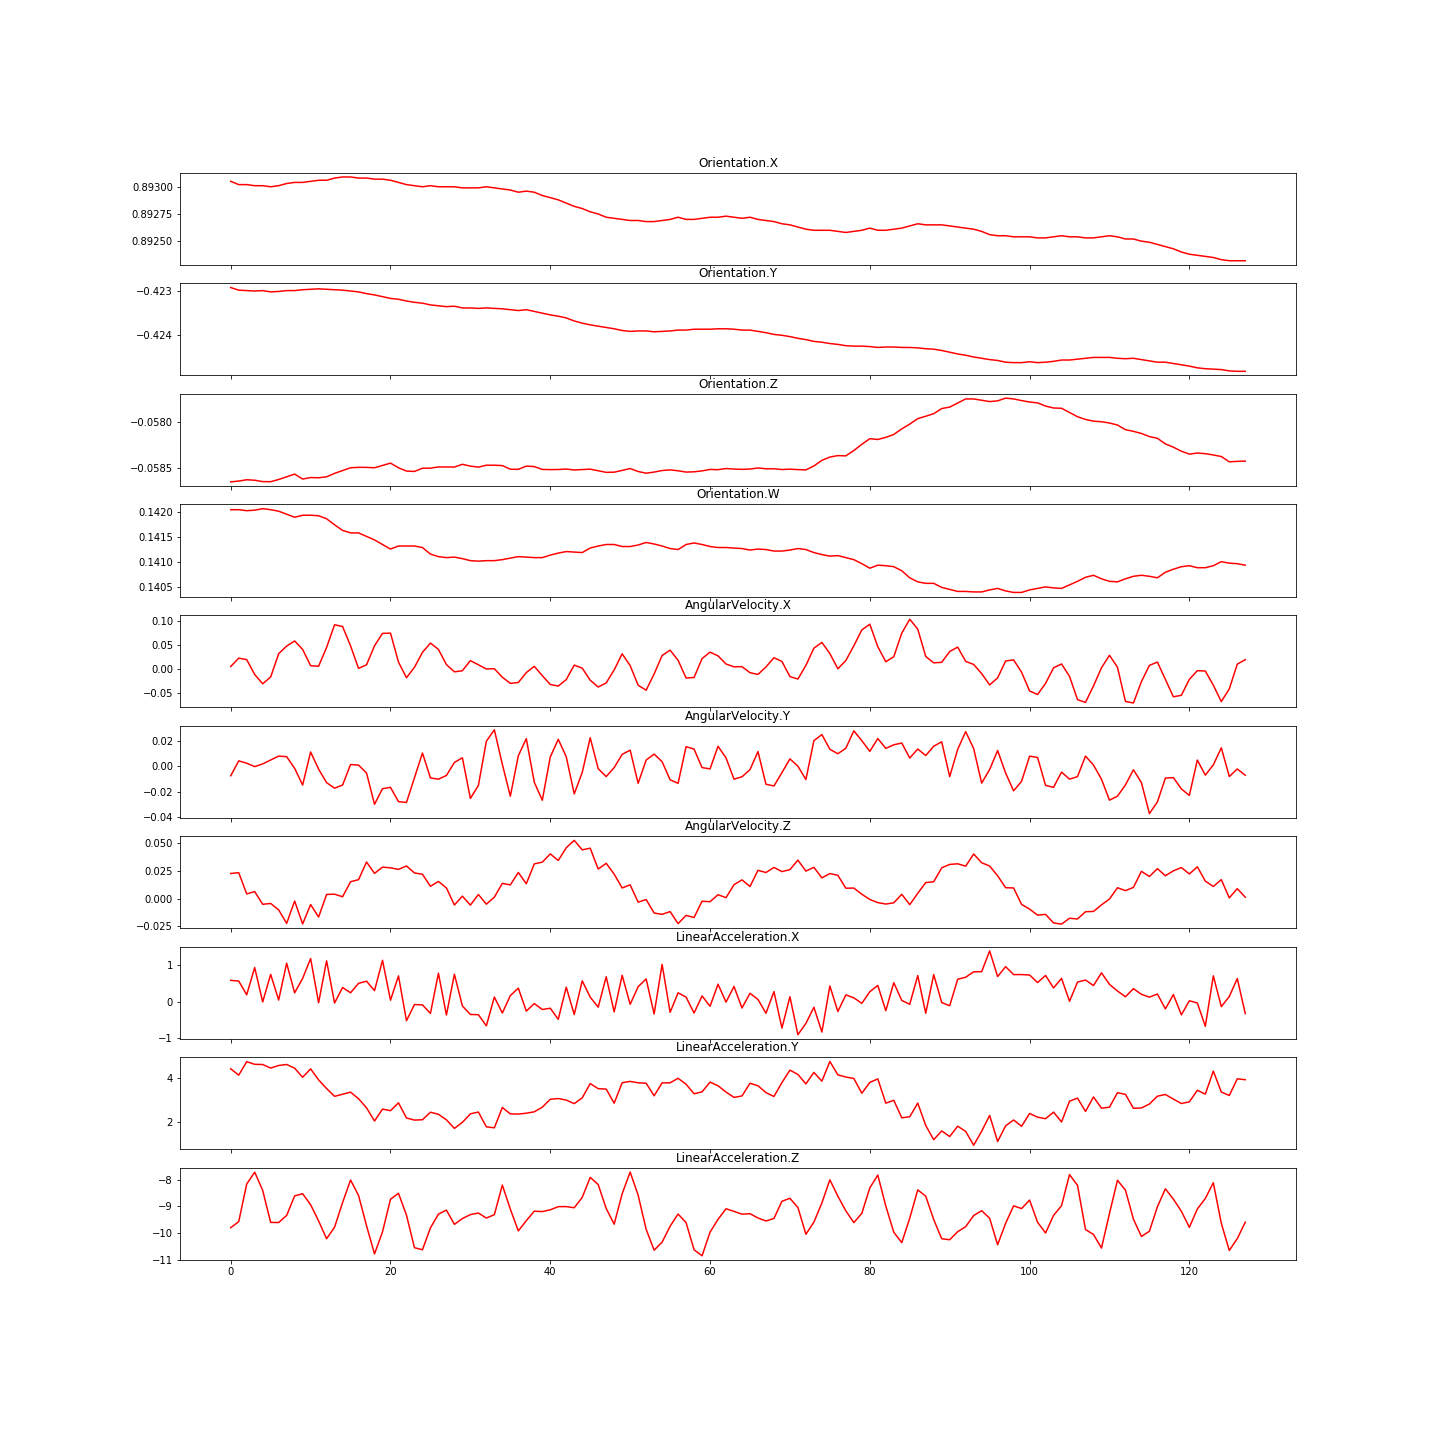 Orientation.X
0.89300
0.89275
0.89250
Orientation.Y
−0.423
−0.424
Orientation.Z
−0.0580
−0.0585
Orientation.W
0.1420
0.1415
0.1410
0.1405
AngularVelocity.X
0.10
0.05
0.00
−0.05
AngularVelocity.Y
0.02
0.00
−0.02
−0.04
AngularVelocity.Z
0.050
0.025
0.000
−0.025
LinearAcceleration.X
1
0
−1
LinearAcceleration.Y
4
2
LinearAcceleration.Z
−8
−9
−10
−11
0 20 40 60 80 100 120